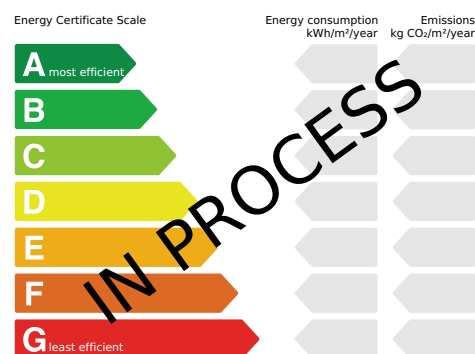 Energy Certificate Scale
Energy consumption
kWh/m²/year
Emissions
kg CO₂/m²/year
A most efficient
B
C
D
E
F
G least efficient
IN PROCESS